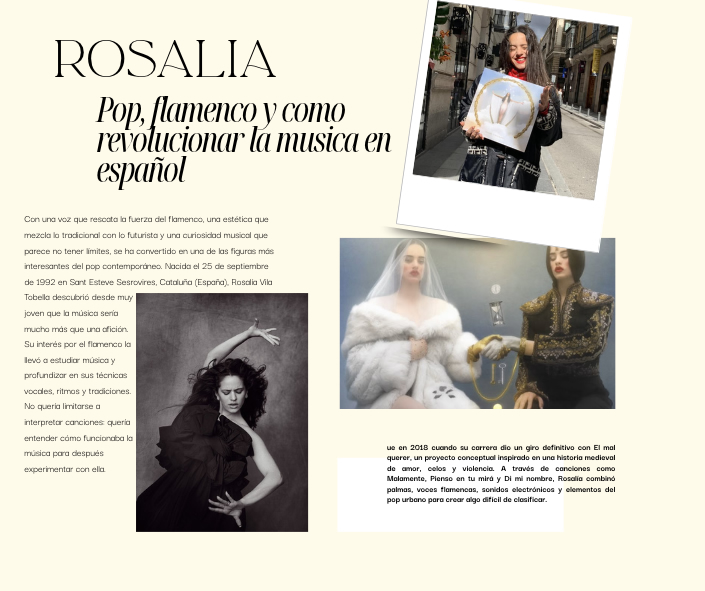 ROSALIA
Pop, flamenco y como
revolucionar la musica en
español
Con una voz que rescata la fuerza del flamenco, una estética que
mezcla lo tradicional con lo futurista y una curiosidad musical que
parece no tener límites, se ha convertido en una de las figuras más
interesantes del pop contemporáneo. Nacida el 25 de septiembre
de 1992 en Sant Esteve Sesrovires, Cataluña (España), Rosalía Vila
Tobella descubrió desde muy
joven que la música sería
mucho más que una afición.
Su interés por el flamenco la
llevó a estudiar música y
profundizar en sus técnicas
vocales, ritmos y tradiciones.
No quería limitarse a
interpretar canciones: quería
entender cómo funcionaba la
música para después
experimentar con ella.
ue en 2018 cuando su carrera dio un giro definitivo con El mal
querer, un proyecto conceptual inspirado en una historia medieval
de amor, celos y violencia. A través de canciones como
Malamente, Pienso en tu mirá y Di mi nombre, Rosalía combinó
palmas, voces flamencas, sonidos electrónicos y elementos del
pop urbano para crear algo difícil de clasificar.